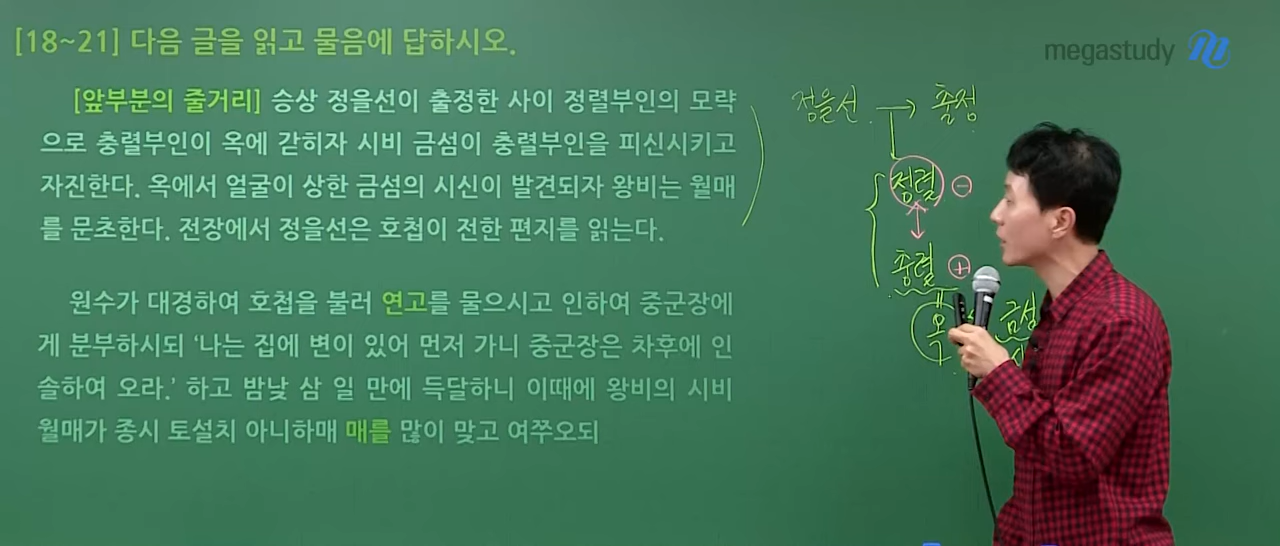 [18~21] 다음 글을 읽고 물음에 답하시오.
megastudy
[앞부분의 줄거리] 승상 정을선이 출정한 사이 정렬부인의 모략
으로 충렬부인이 옥에 갇히자 시비 금섬이 충렬부인을 피신시키고
자진한다. 옥에서 얼굴이 상한 금섬의 시신이 발견되자 왕비는 월매
를 문초한다. 전장에서 정을선은 호첩이 전한 편지를 읽는다.
원수가 대경하여 호첩을 불러 연고를 물으시고 인하여 중군장에
게 분부하시되 ‘나는 집에 변이 있어 먼저 가니 중군장은 차후에 인
솔하여 오라.’ 하고 밤낮 삼 일 만에 득달하니 이때에 왕비의 시비
월매가 종시 토설치 아니하매 매를 많이 맞고 여쭈오되
정을선 → 출정
정렬 ⊖
충렬 ⊕
옥 금섬